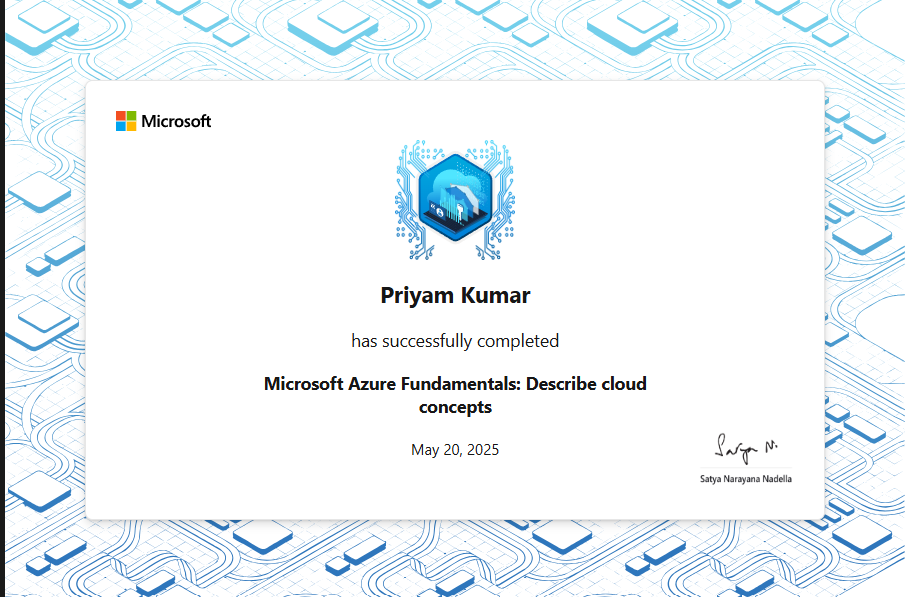 Microsoft
Priyam Kumar
has successfully completed
Microsoft Azure Fundamentals: Describe cloud
concepts
May 20, 2025
Satya N.
Satya Narayana Nadella